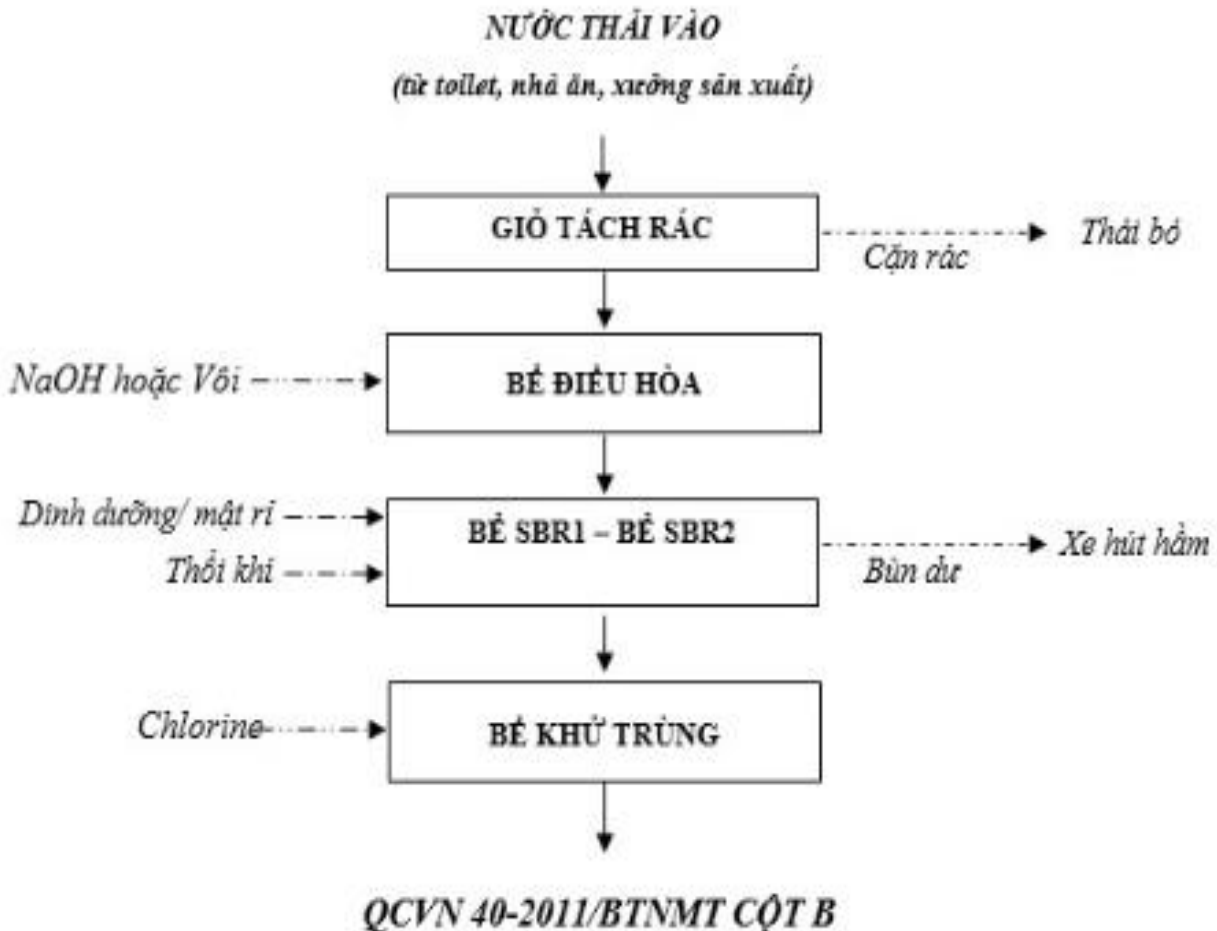 NƯỚC THẢI VÀO
(từ toilet, nhà ăn, xưởng sản xuất)
GIỎ TÁCH RÁC
Cặn rác
Thải bỏ
NaOH hoặc Vôi
BỂ ĐIỀU HÒA
Dinh dưỡng/ mật rỉ
Thổi khí
BỂ SBR1 – BỂ SBR2
Bùn dư
Xe hút hầm
Chlorine
BỂ KHỬ TRÙNG
QCVN 40-2011/BTNMT CỘT B